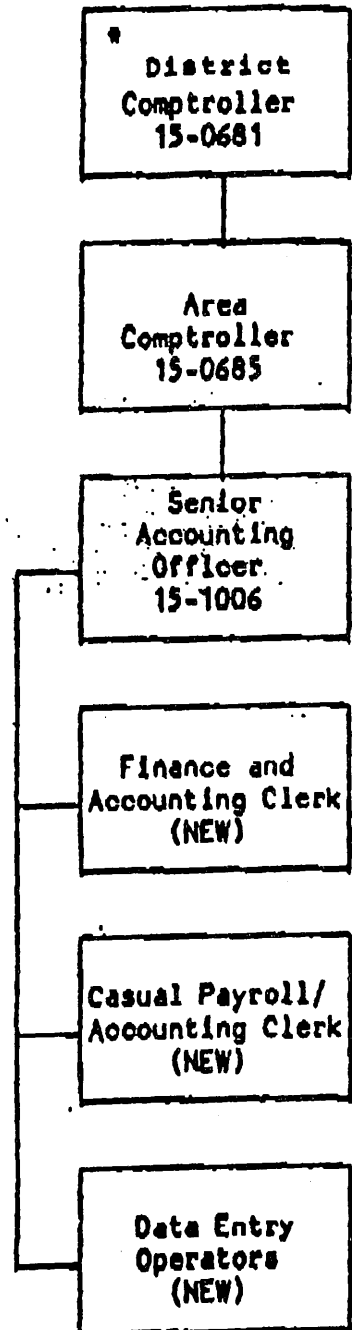 *
District
Comptroller
15-0681
Area
Comptroller
15-0685
Senior
Accounting
Officer
15-1006
Finance and
Accounting Clerk
(NEW)
Casual Payroll/
Accounting Clerk
(NEW)
Data Entry
Operators
(NEW)